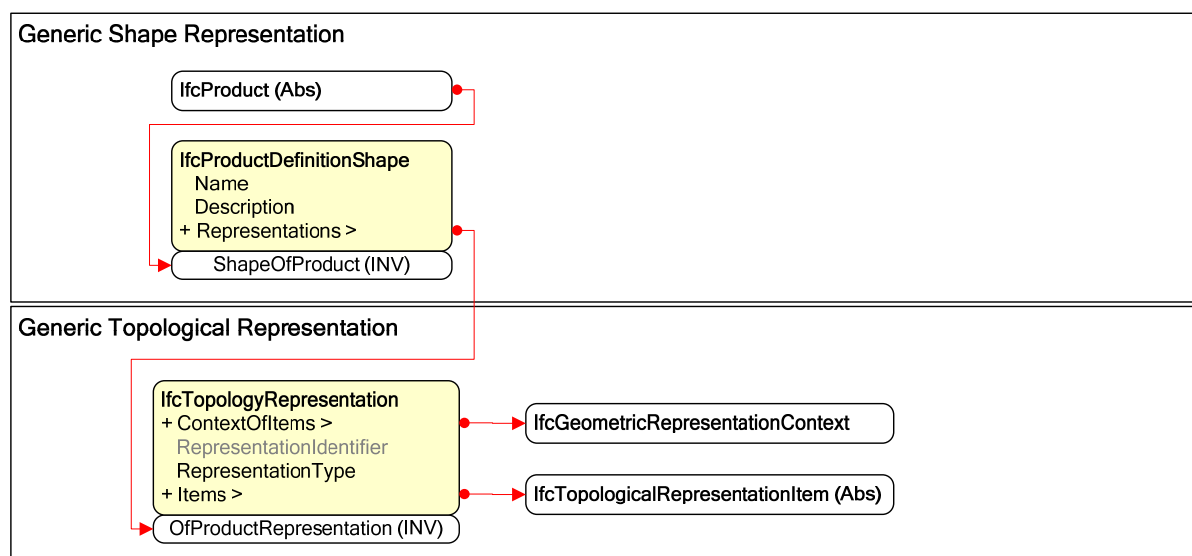 Generic Shape Representation
IfcProduct (Abs)
IfcProductDefinitionShape
Name
Description
+ Representations >
ShapeOfProduct (INV)
Generic Topological Representation
IfcTopologyRepresentation
+ ContextOfItems >
IfcGeometricRepresentationContext
RepresentationIdentifier
RepresentationType
+ Items >
IfcTopologicalRepresentationItem (Abs)
OfProductRepresentation (INV)